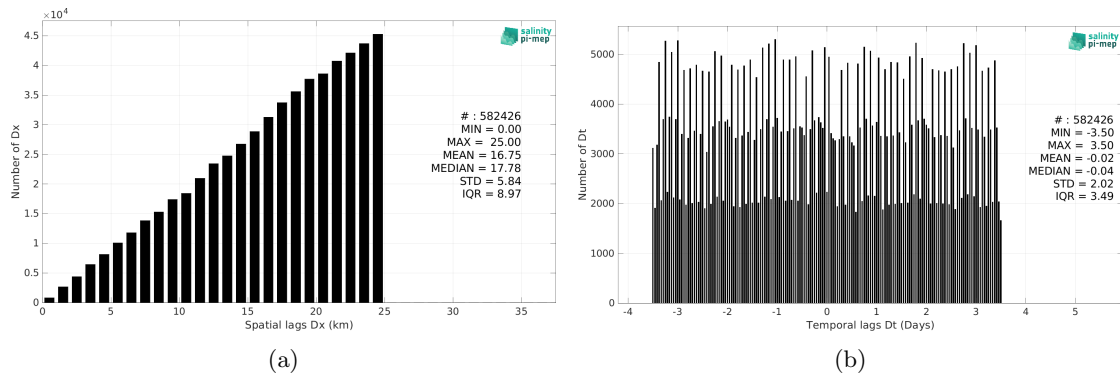 ×10⁴
4.5
4
3.5
3
2.5
2
1.5
1
0.5
0
Number of Dx
0 5 10 15 20 25 30 35
Spatial lags Dx (km)
salinity
pi-mep
# : 582426
MIN = 0.00
MAX = 25.00
MEAN = 16.75
MEDIAN = 17.78
STD = 5.84
IQR = 8.97
(a)
5000
4000
3000
2000
1000
0
Number of Dt
-4 -3 -2 -1 0 1 2 3 4 5
Temporal lags Dt (Days)
salinity
pi-mep
# : 582426
MIN = -3.50
MAX = 3.50
MEAN = -0.02
MEDIAN = -0.04
STD = 2.02
IQR = 3.49
(b)